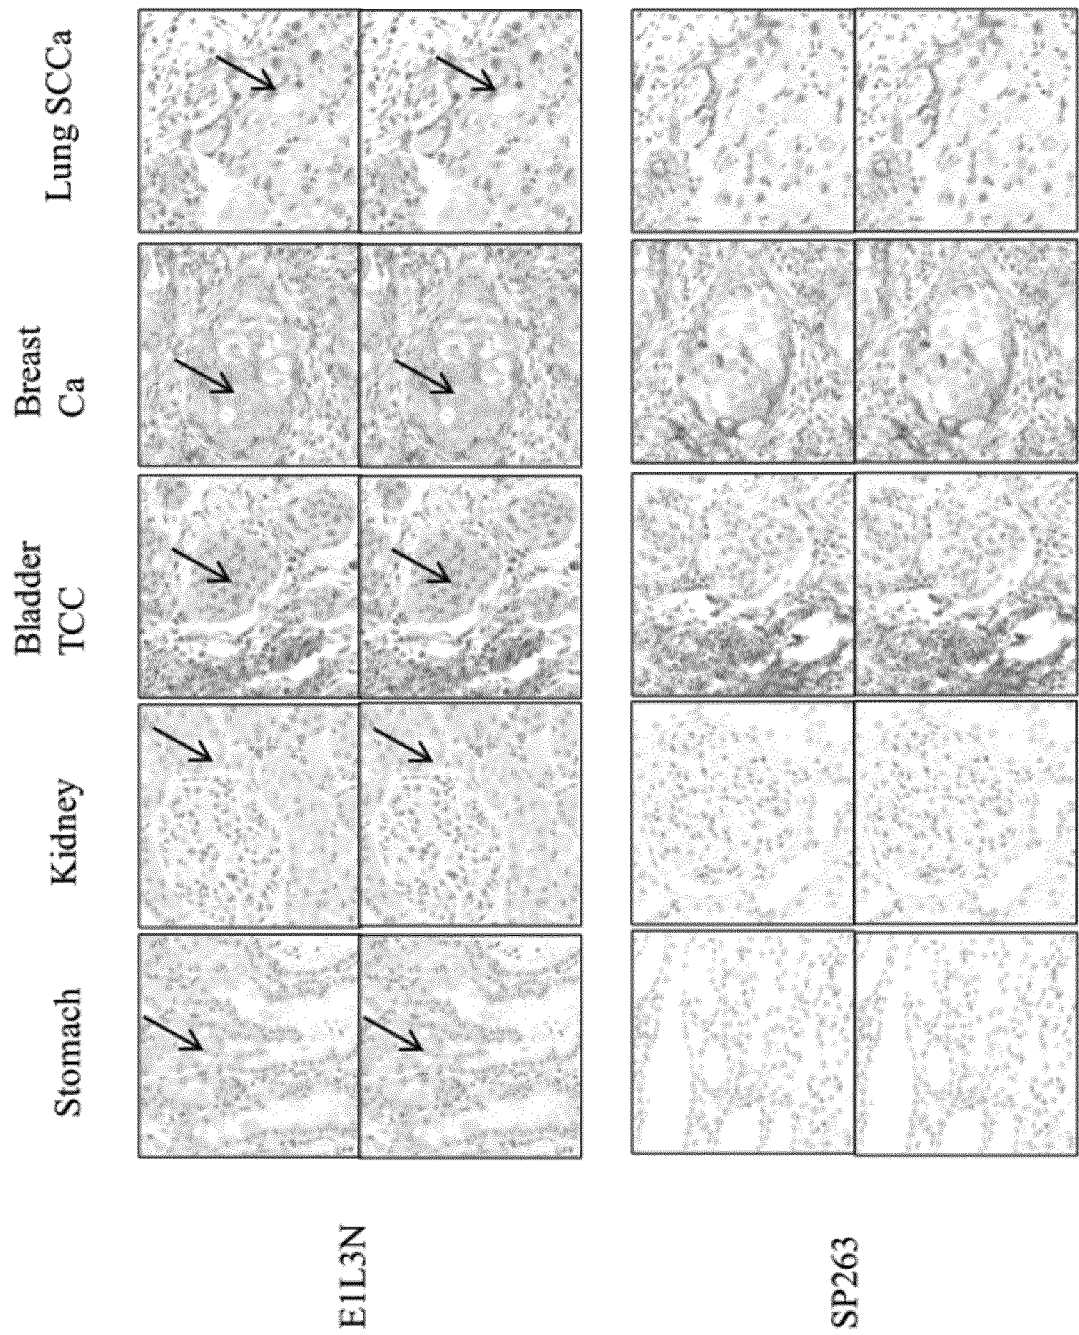 Stomach
Kidney
Bladder
TCC
Breast
Ca
Lung SCCa
E1L3N
SP263